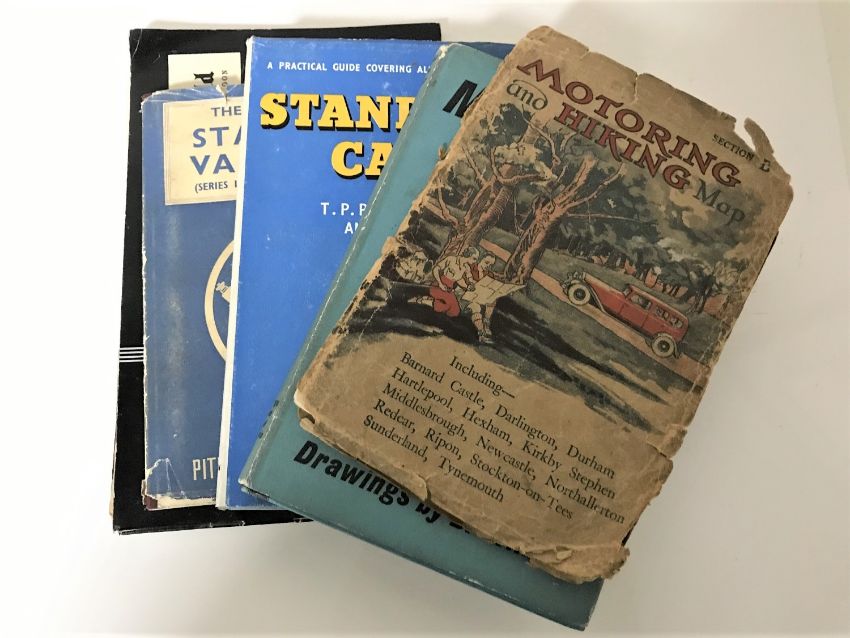 MOTORING
and HIKING Map
SECTION
Including—
Barnard Castle, Darlington, Durham
Hartlepool, Hexham, Kirkby Stephen
Middlesbrough, Newcastle, Northallerton
Redcar, Ripon, Stockton-on-Tees
Sunderland, Tynemouth
M
Drawings by
A PRACTICAL GUIDE COVERING AL
STAND
CA
T.P.P
A
THE
STA
VA
(SERIES I
PIT